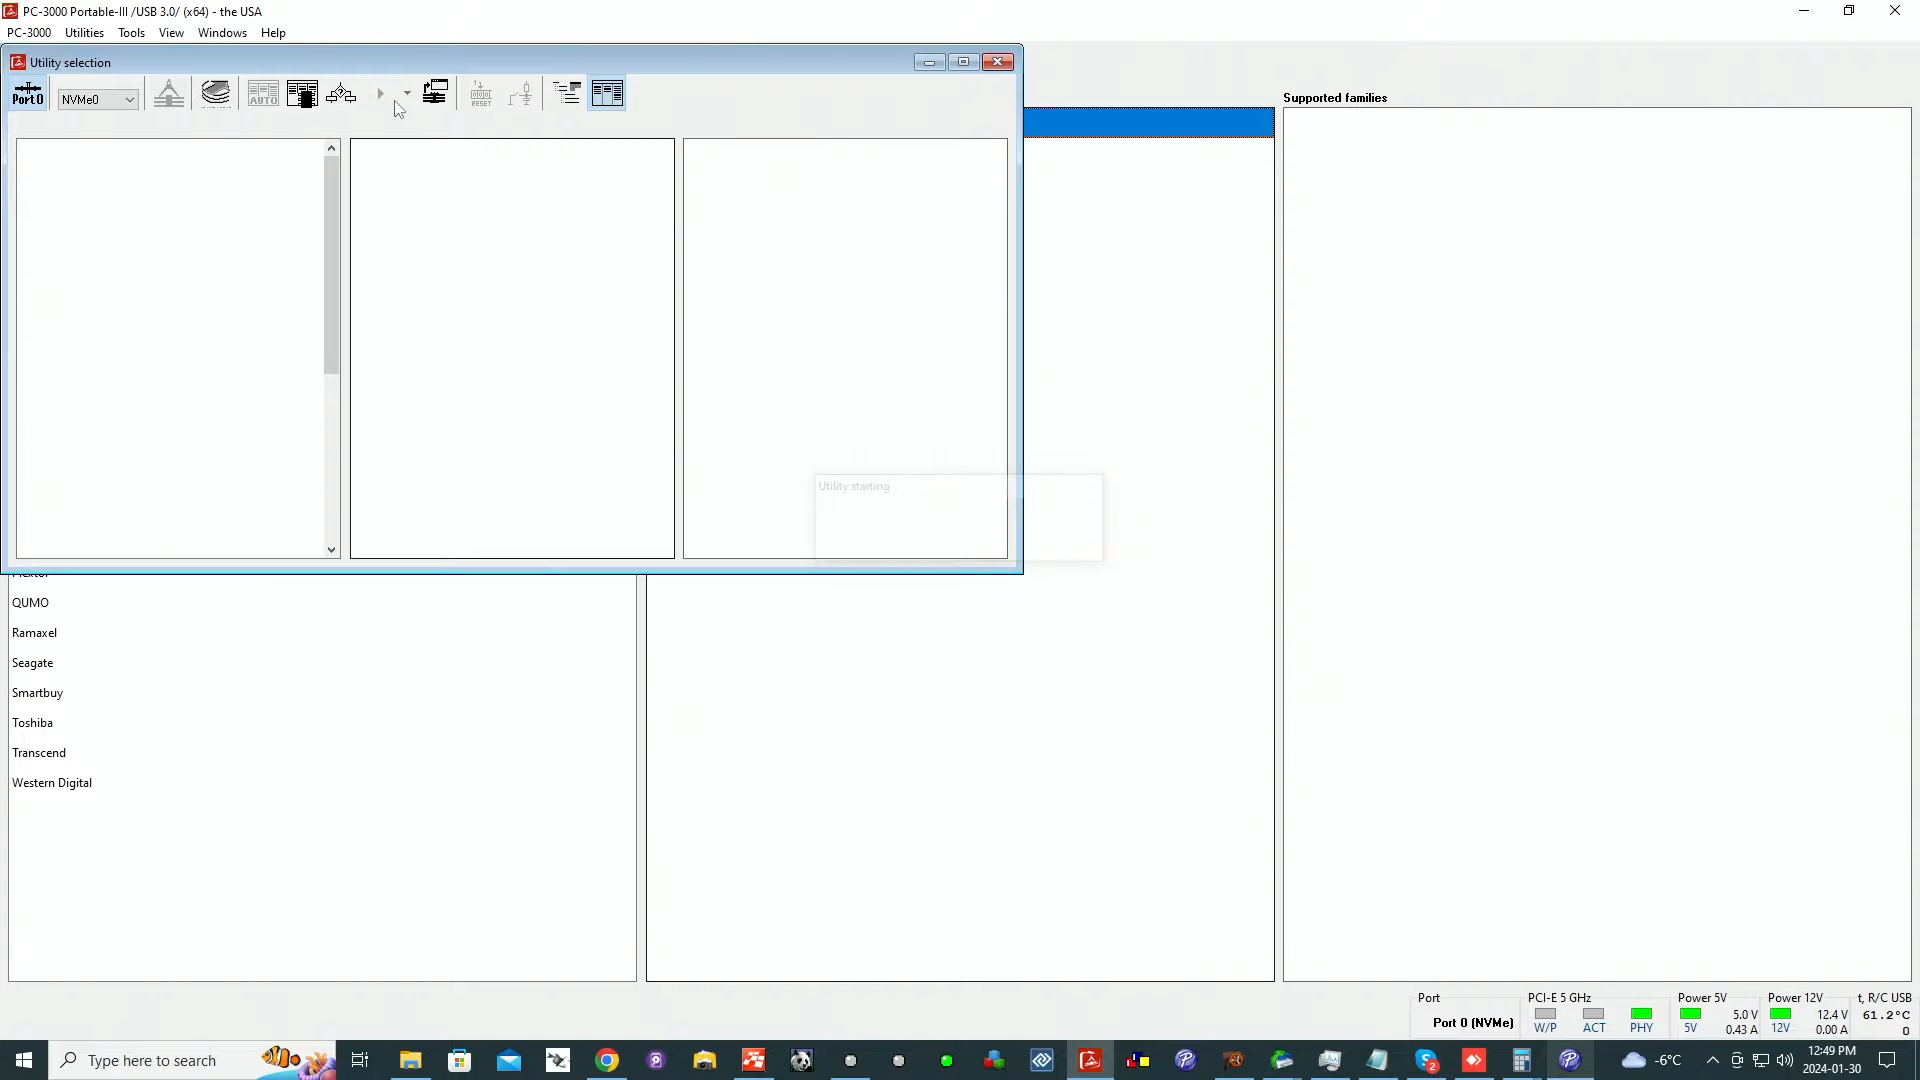 PC-3000 Portable-III /USB 3.0/ (x64) - the USA
PC-3000 Utilities Tools View Windows Help
Utility selection
Port0
NVMe0
AUTO
RESET
Supported families
Utility starting
QUMO
Ramaxel
Seagate
Smartbuy
Toshiba
Transcend
Western Digital
Port
Port 0 (NVMe)
PCI-E 5 GHz
W/P ACT PHY
Power 5V
5.0 V
5V 0.43 A
Power 12V
12.4 V
12V 0.00 A
t, R/C USB
61.2°C
0
Type here to search
2
-6°C
12:49 PM
2024-01-30